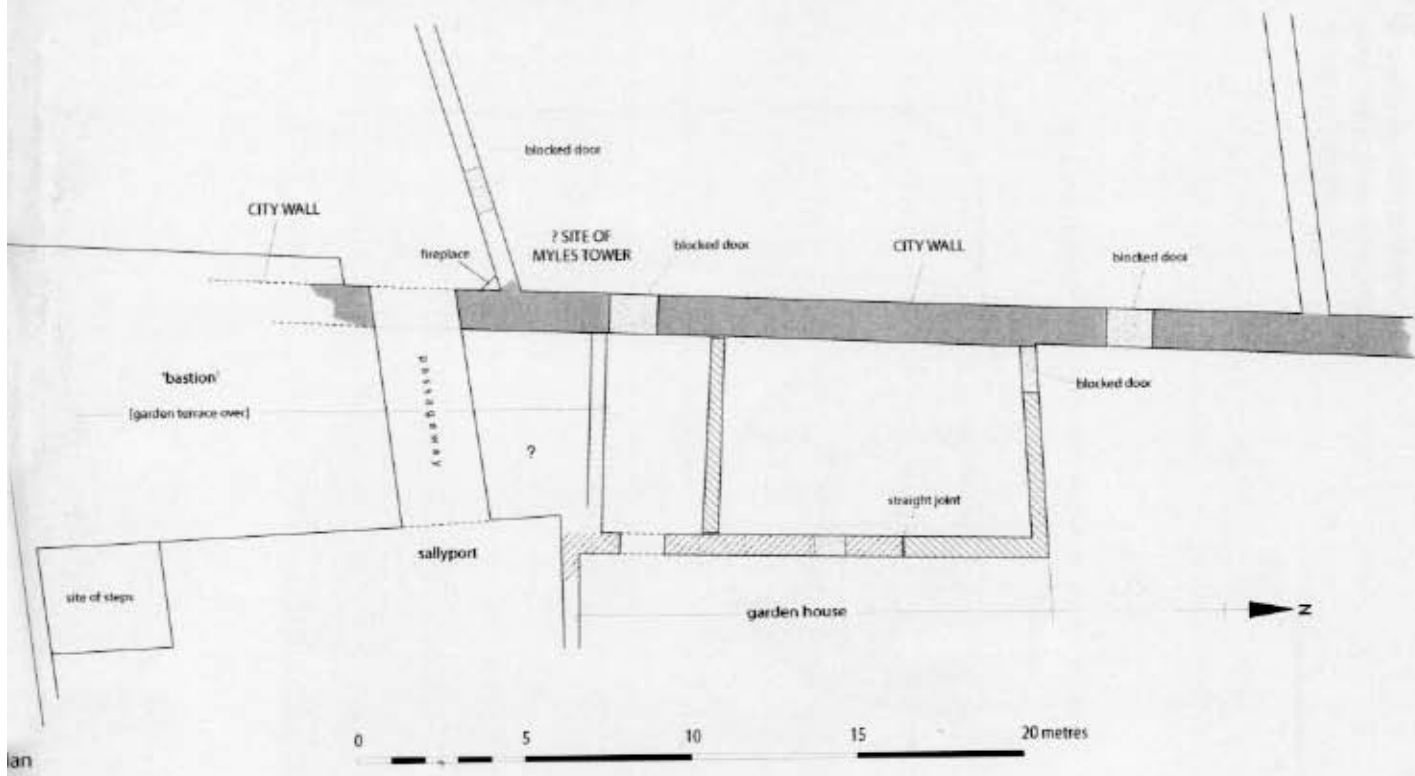 blocked door
CITY WALL
? SITE OF
MYLES TOWER
fireplace
blocked door
CITY WALL
blocked door
'bastion'
[garden terrace over]
passageway
?
blocked door
straight joint
sallyport
site of steps
garden house
N
0 5 10 15 20 metres
lan